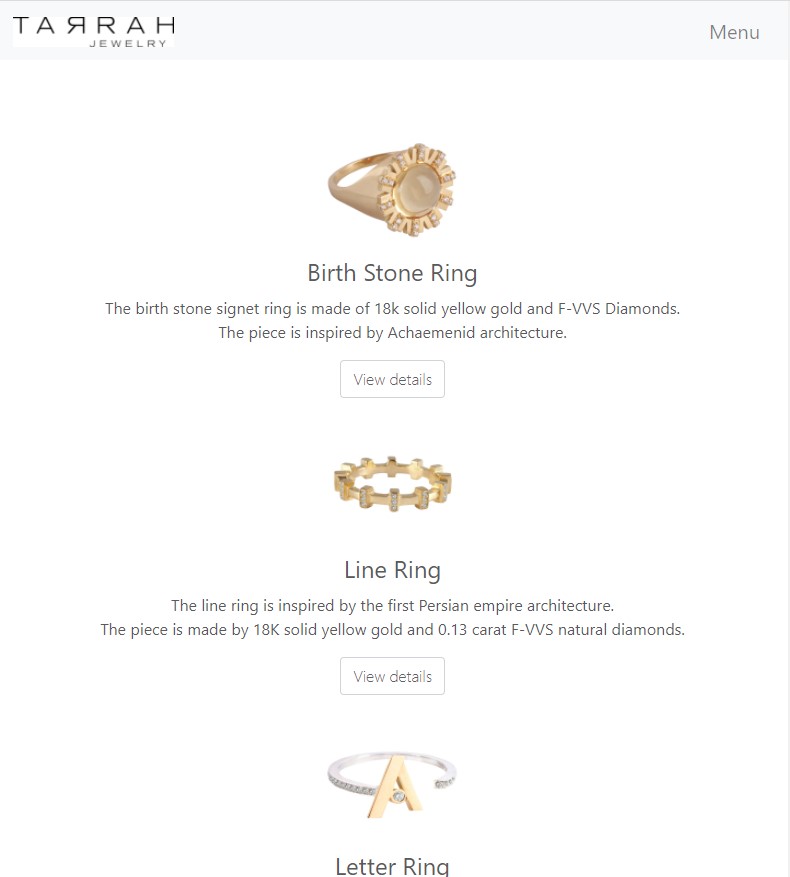 TAЯRAH
JEWELRY
Menu
Birth Stone Ring
The birth stone signet ring is made of 18k solid yellow gold and F-VVS Diamonds.
The piece is inspired by Achaemenid architecture.
View details
Line Ring
The line ring is inspired by the first Persian empire architecture.
The piece is made by 18K solid yellow gold and 0.13 carat F-VVS natural diamonds.
View details
A
Letter Ring